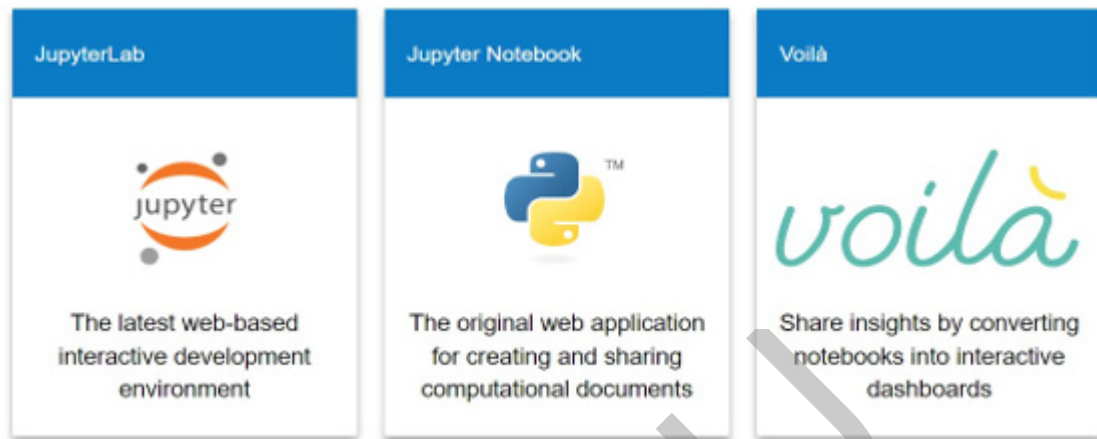 JupyterLab
jupyter
The latest web-based
interactive development
environment
Jupyter Notebook
TM
The original web application
for creating and sharing
computational documents
Voilà
voilà
Share insights by converting
notebooks into interactive
dashboards